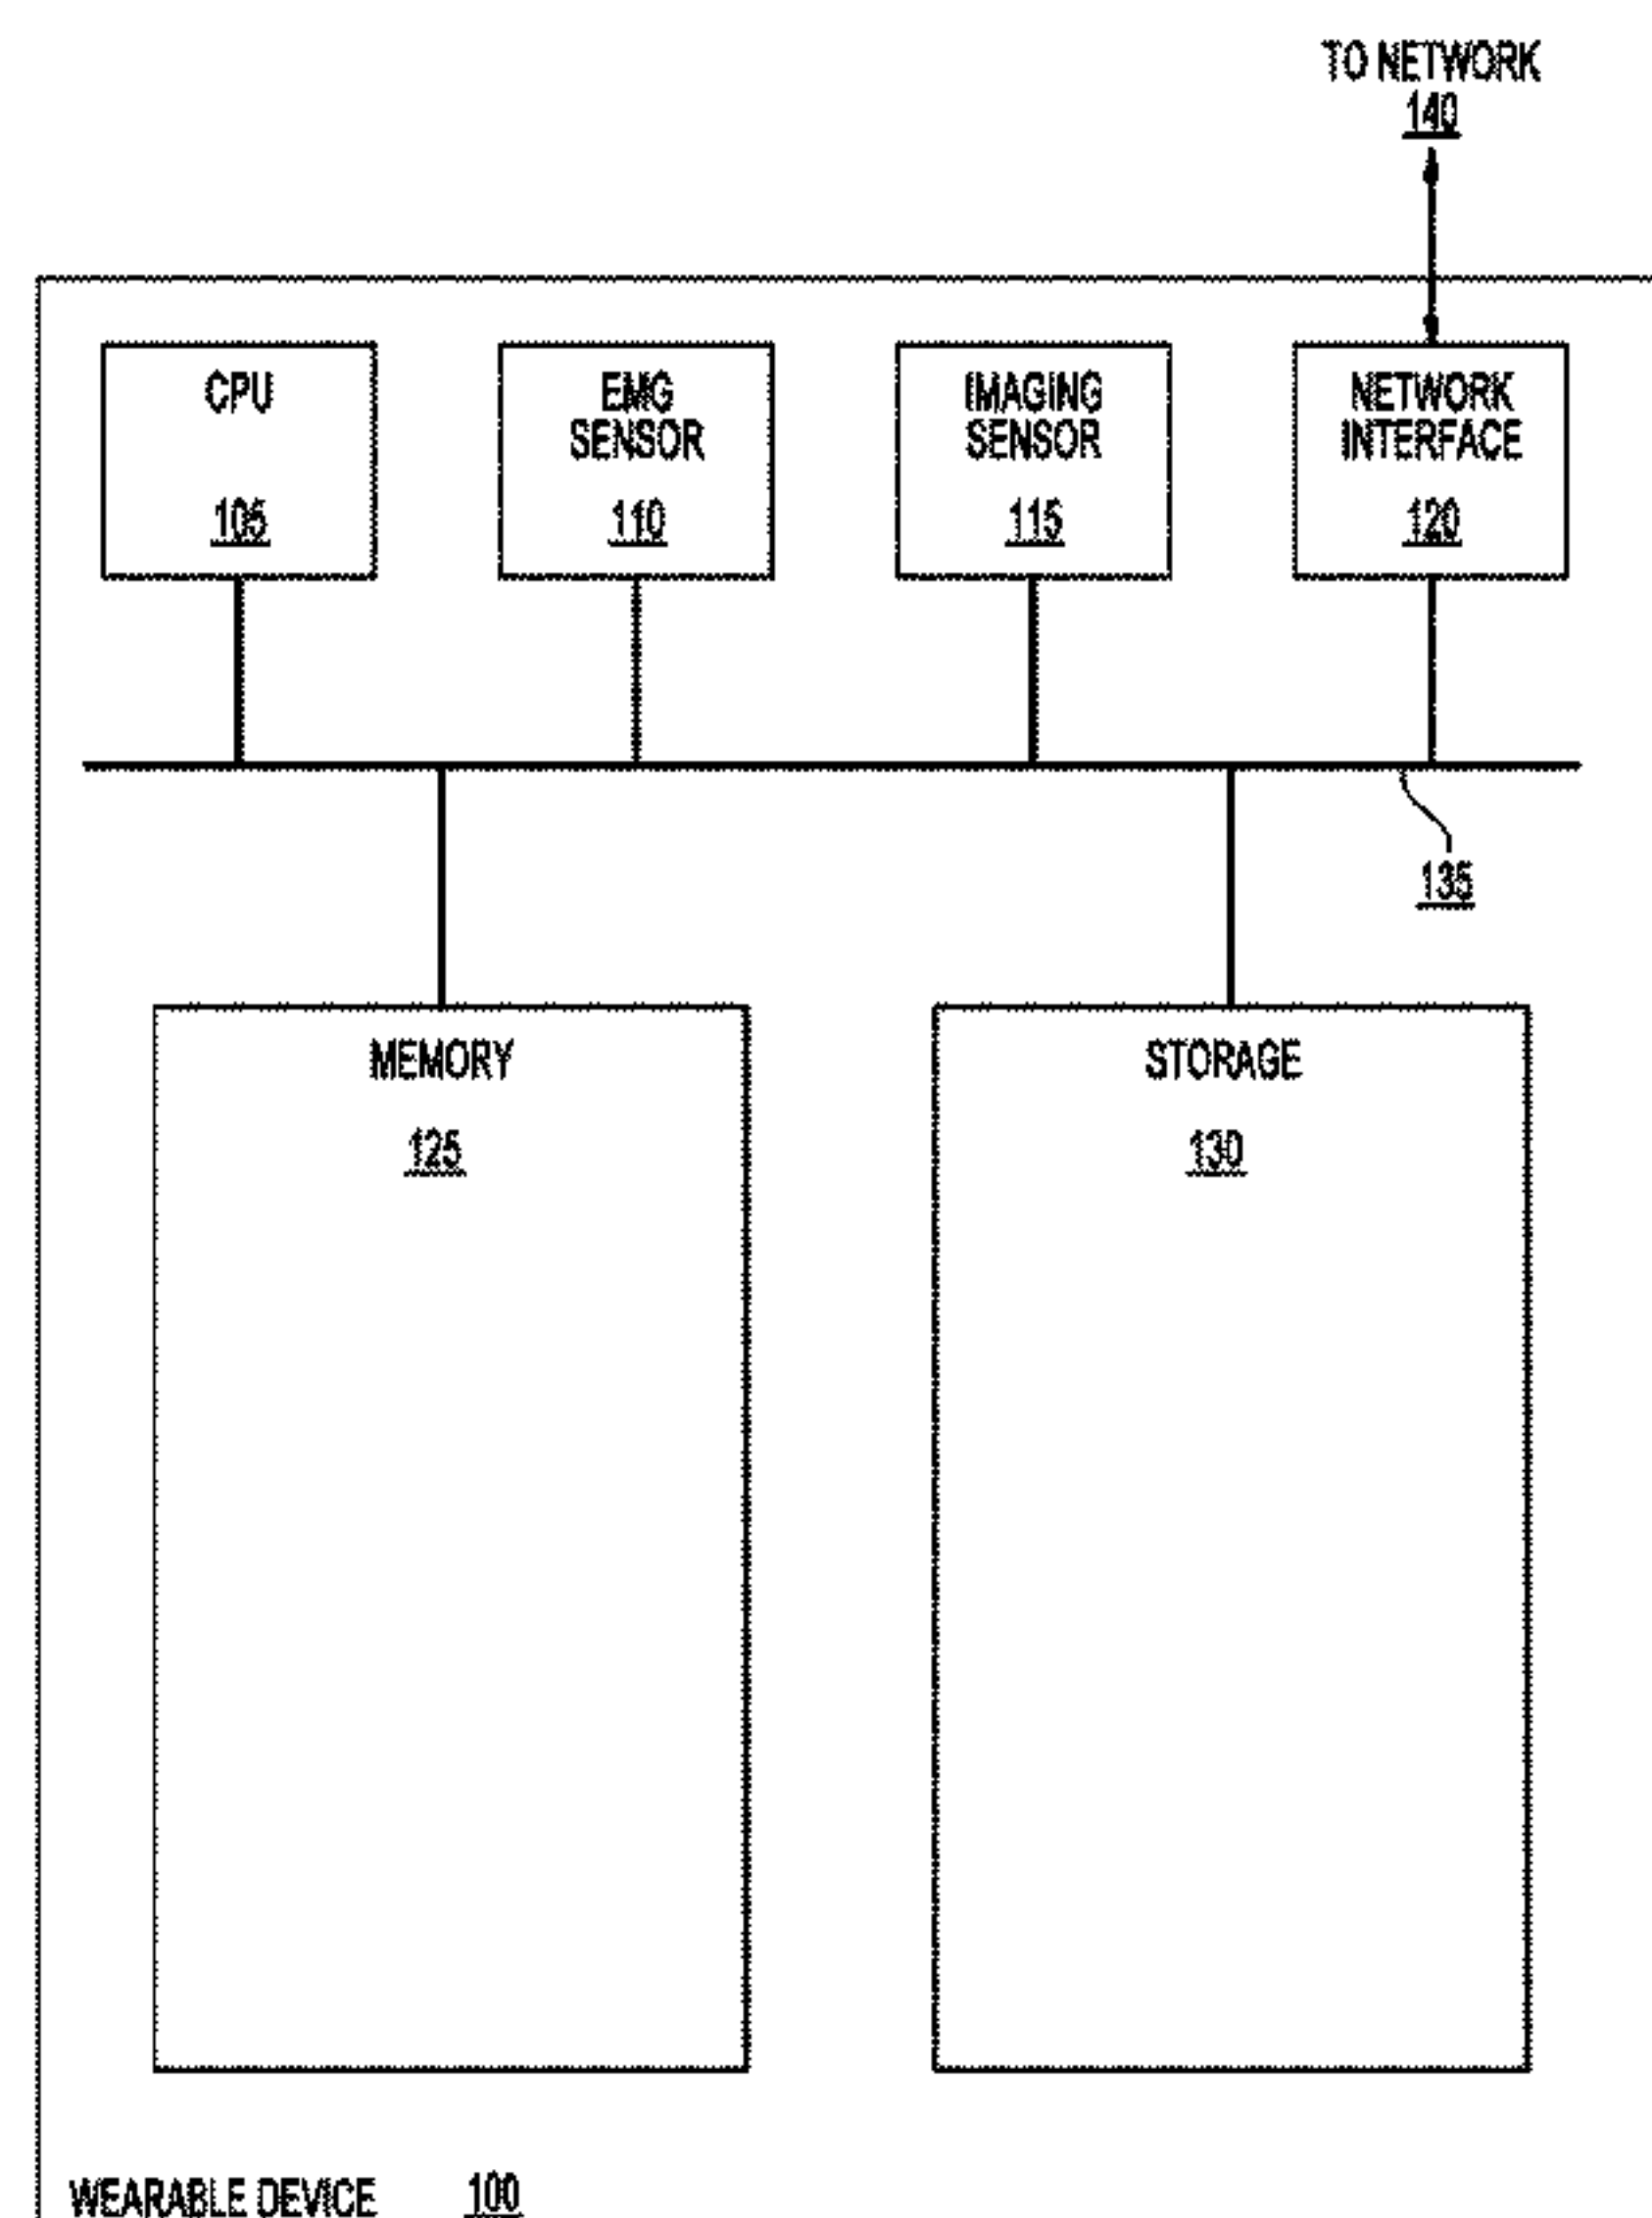 TO NETWORK
140
CPU
105
EMG
SENSOR
110
IMAGING
SENSOR
115
NETWORK
INTERFACE
120
135
MEMORY
125
STORAGE
130
WEARABLE DEVICE 100